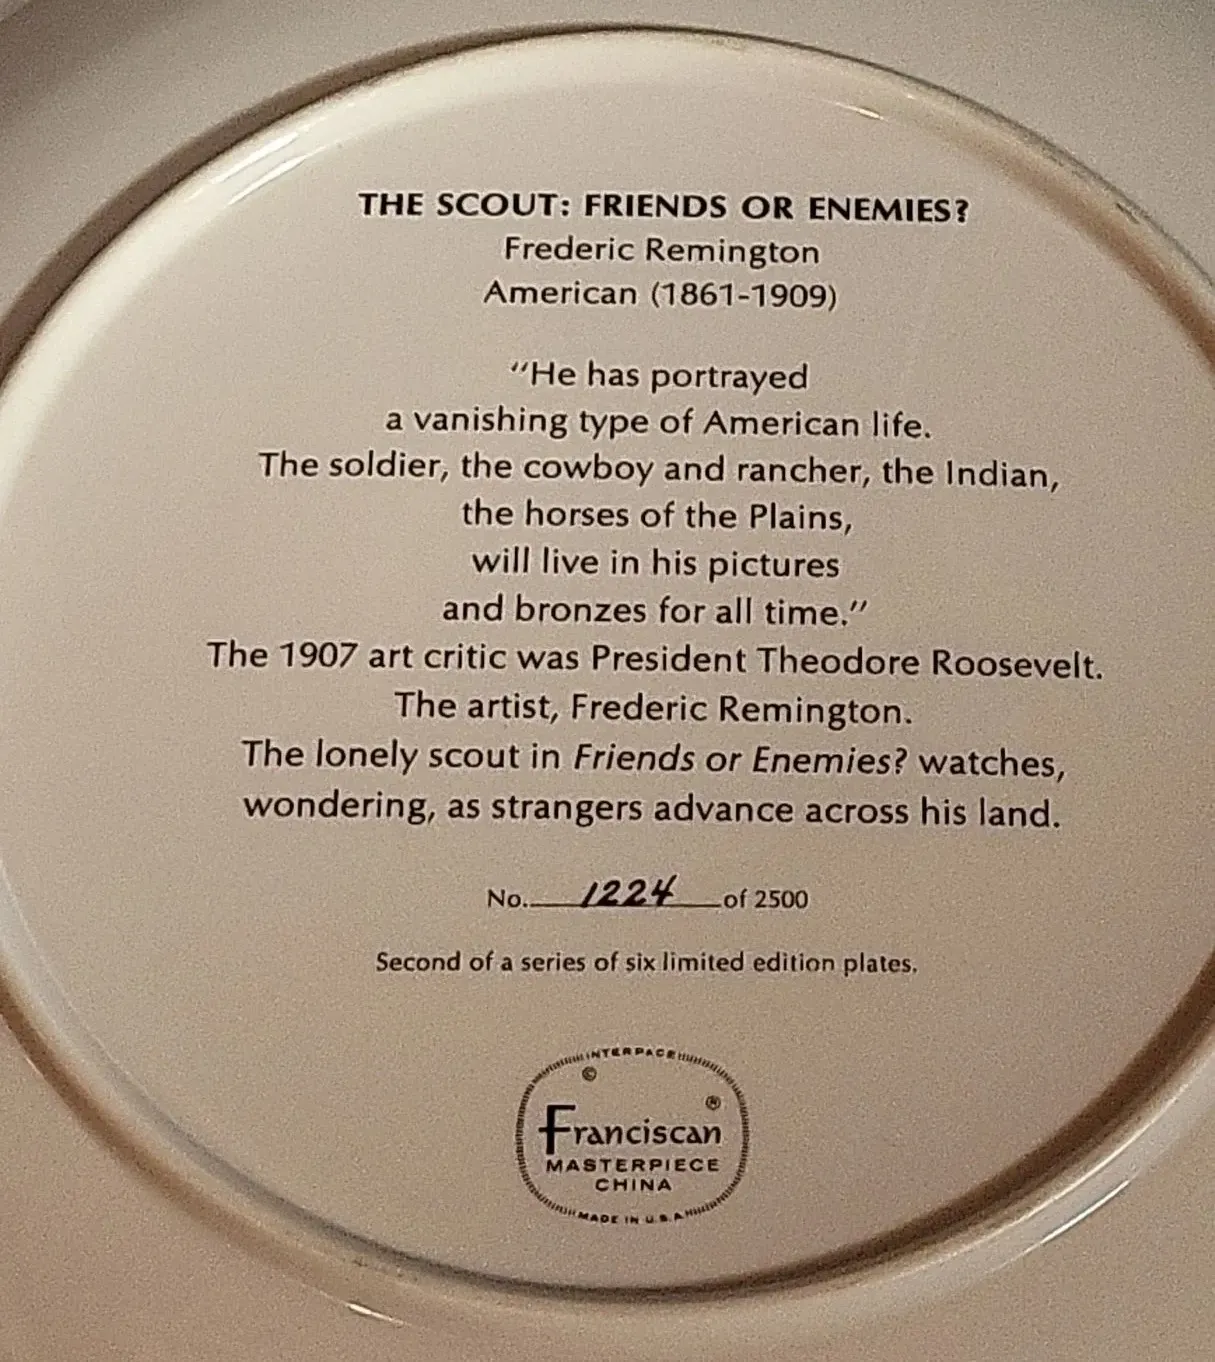 THE SCOUT: FRIENDS OR ENEMIES?
Frederic Remington
American (1861-1909)
"He has portrayed
a vanishing type of American life.
The soldier, the cowboy and rancher, the Indian,
the horses of the Plains,
will live in his pictures
and bronzes for all time."
The 1907 art critic was President Theodore Roosevelt.
The artist, Frederic Remington.
The lonely scout in Friends or Enemies? watches,
wondering, as strangers advance across his land.
No. 1224 of 2500
Second of a series of six limited edition plates.
INTERPACE
©
®
Franciscan
MASTERPIECE
CHINA
MADE IN U.S.A.